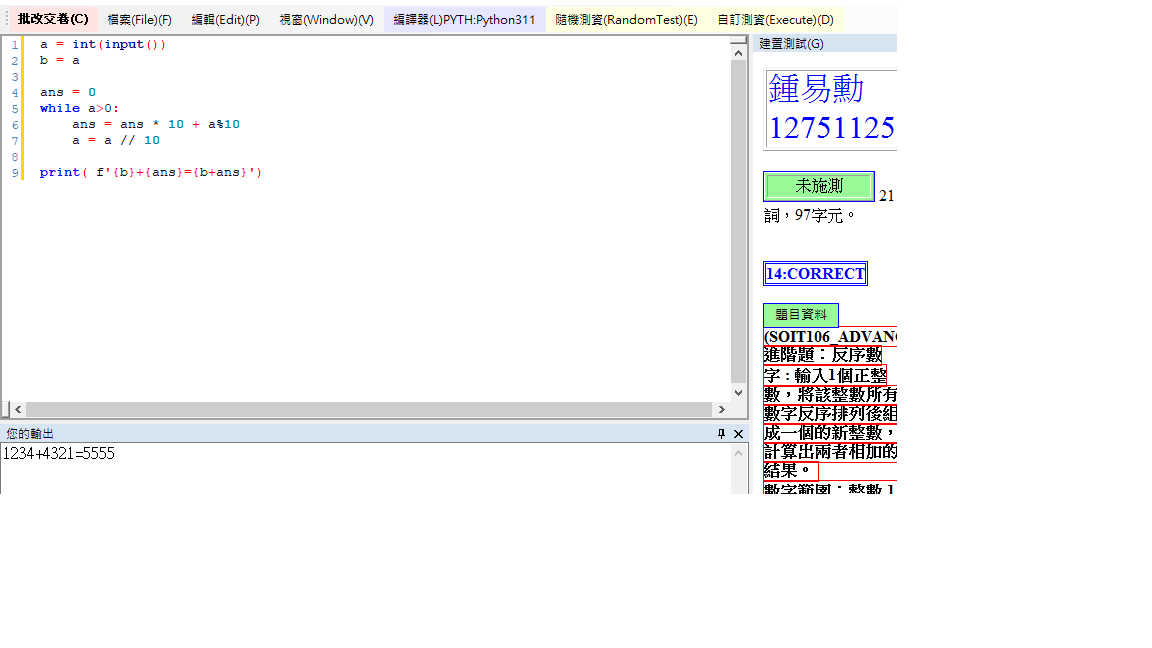 批改交卷(C) 檔案(File)(F) 編輯(Edit)(P) 視窗(Window)(V) 編譯器(L)PYTH:Python311 隨機測資(RandomTest)(E) 自訂測資(Execute)(D)
1 a = int(input())
2 b = a
3
4 ans = 0
5 while a>0:
6 ans = ans * 10 + a%10
7 a = a // 10
8
9 print( f'{b}+{ans}={b+ans}')
您的輸出
1234+4321=5555
建置測試(G)
鍾易勳
12751125
未施測 21
詞，97字元。
14:CORRECT
題目資料
(SOIT106_ADVAN
進階題：反序數
字：輸入1個正整
數，將該整數所有
數字反序排列後組
成一個的新整數，
計算出兩者相加的
結果。
數字範圍：整數 1